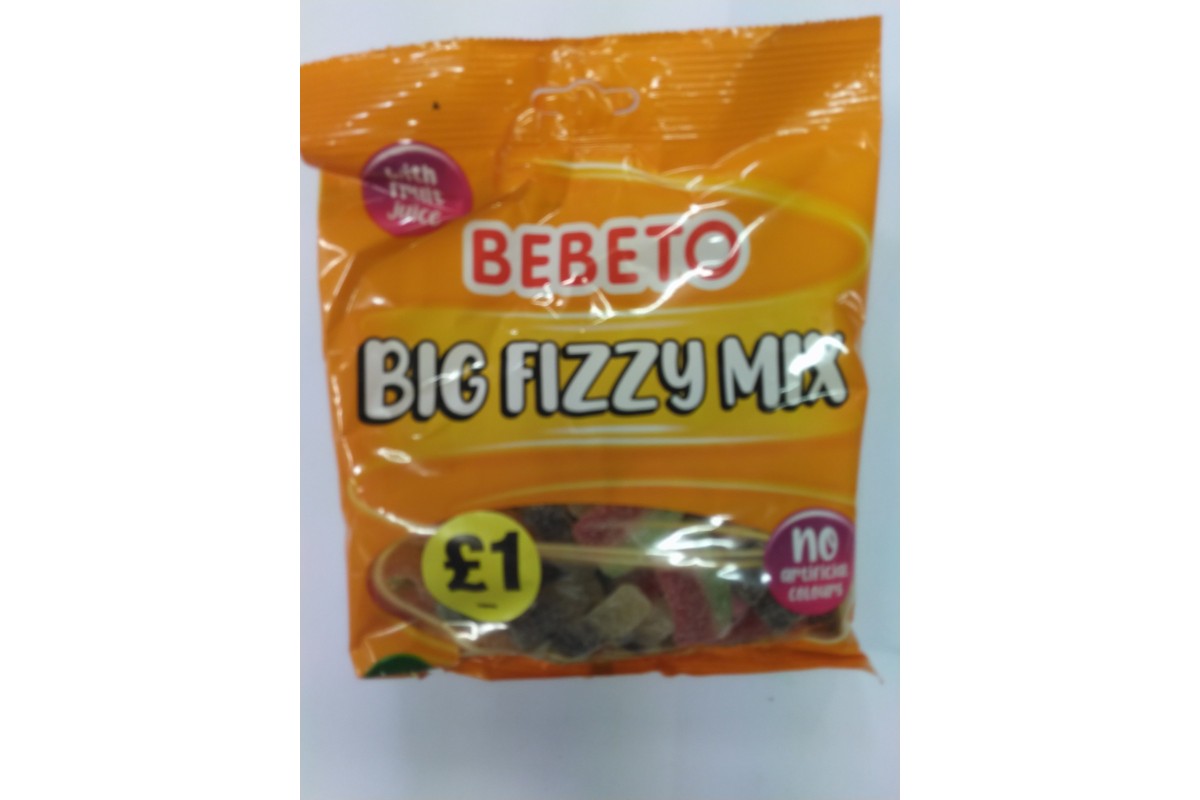 with
fruit
juice
BEBETO
BIG FIZZY MIX
£1
no
artificial
colours